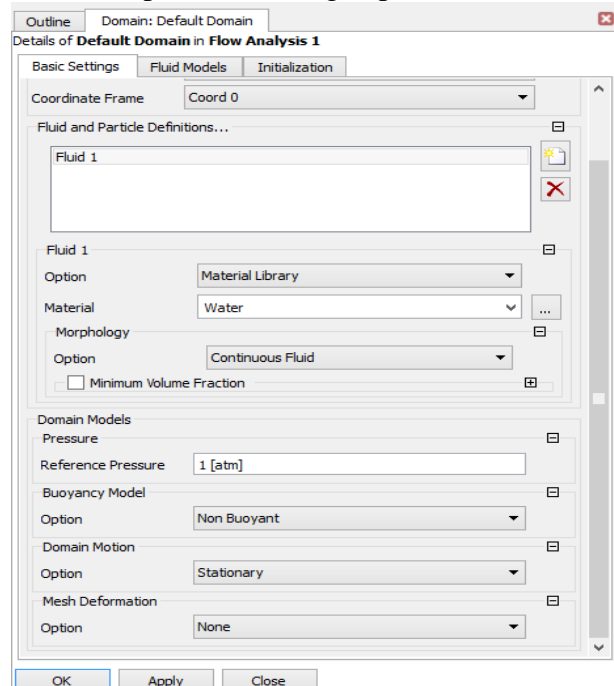 Outline Domain: Default Domain
Details of Default Domain in Flow Analysis 1
Basic Settings Fluid Models Initialization
Coordinate Frame Coord 0
Fluid and Particle Definitions...
Fluid 1
Fluid 1
Option Material Library
Material Water ...
Morphology
Option Continuous Fluid
Minimum Volume Fraction
Domain Models
Pressure
Reference Pressure 1 [atm]
Buoyancy Model
Option Non Buoyant
Domain Motion
Option Stationary
Mesh Deformation
Option None
OK Apply Close